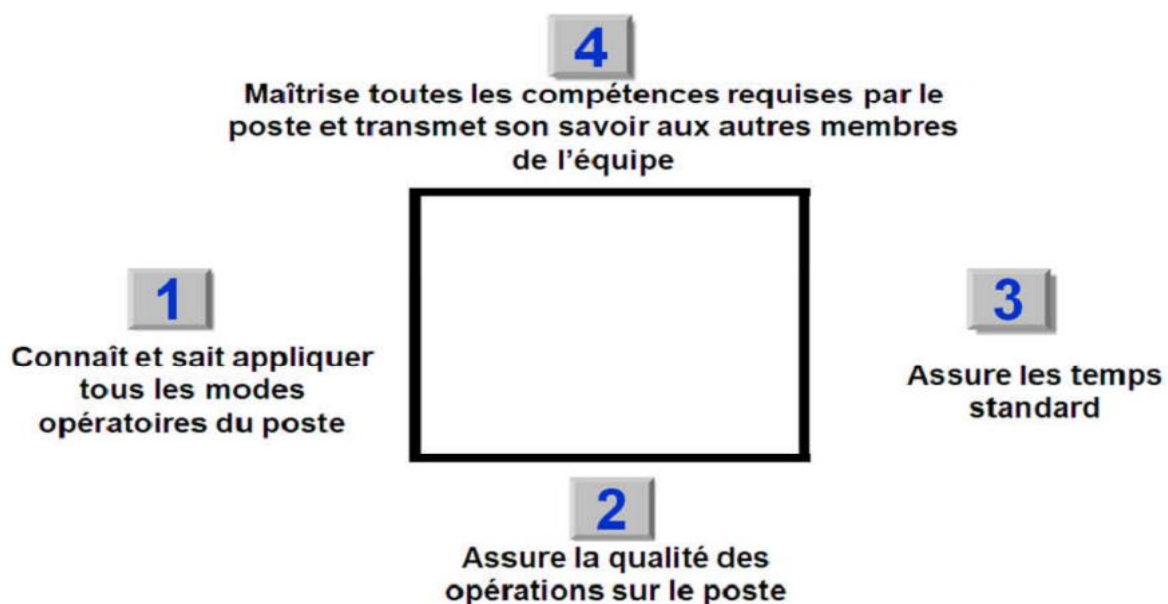 4
Maîtrise toutes les compétences requises par le
poste et transmet son savoir aux autres membres
de l'équipe
1
Connaît et sait appliquer
tous les modes
opératoires du poste
3
Assure les temps
standard
2
Assure la qualité des
opérations sur le poste